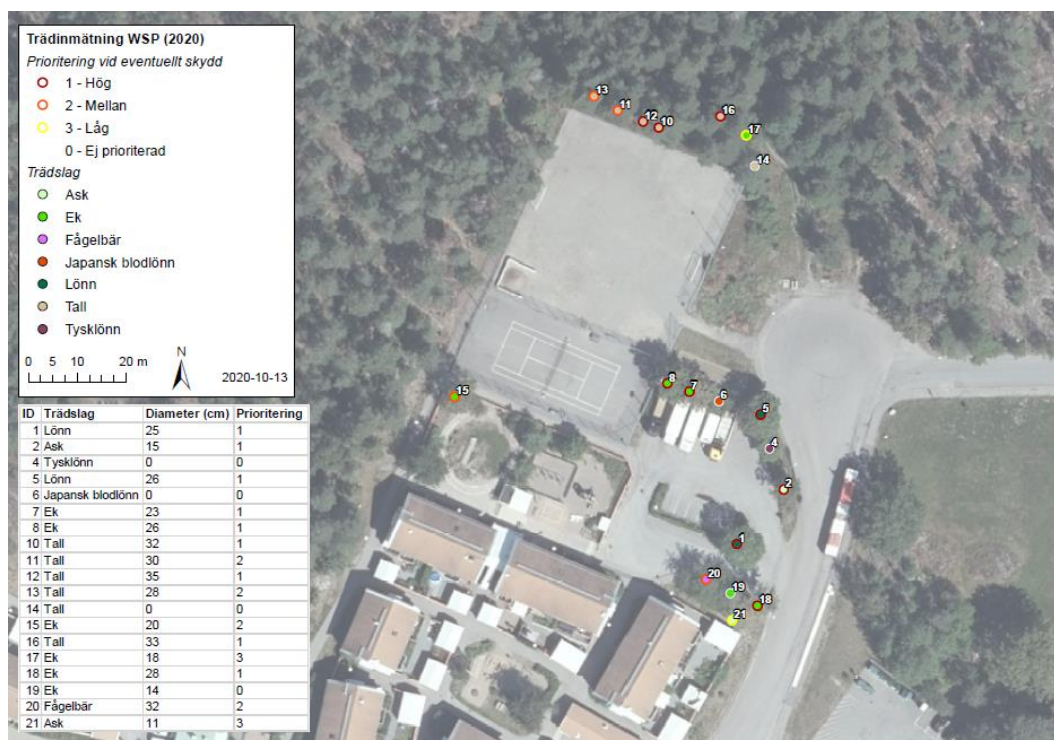 Trädinmätning WSP (2020)
Prioritering vid eventuellt skydd
1 - Hög
2 - Mellan
3 - Låg
0 - Ej prioriterad
Trädslag
Ask
Ek
Fågelbär
Japansk blodlönn
Lönn
Tall
Tysklönn
0 5 10 20 m
N
2020-10-13
ID Trädslag Diameter (cm) Prioritering
1 Lönn 25 1
2 Ask 15 1
4 Tysklönn 0 0
5 Lönn 26 1
6 Japansk blodlönn 0 0
7 Ek 23 1
8 Ek 26 1
10 Tall 32 1
11 Tall 30 2
12 Tall 35 1
13 Tall 28 2
14 Tall 0 0
15 Ek 20 2
16 Tall 33 1
17 Ek 18 3
18 Ek 28 1
19 Ek 14 0
20 Fågelbär 32 2
21 Ask 11 3
13
11
12
10
16
17
14
15
8
7
6
5
4
2
1
20
19
18
21